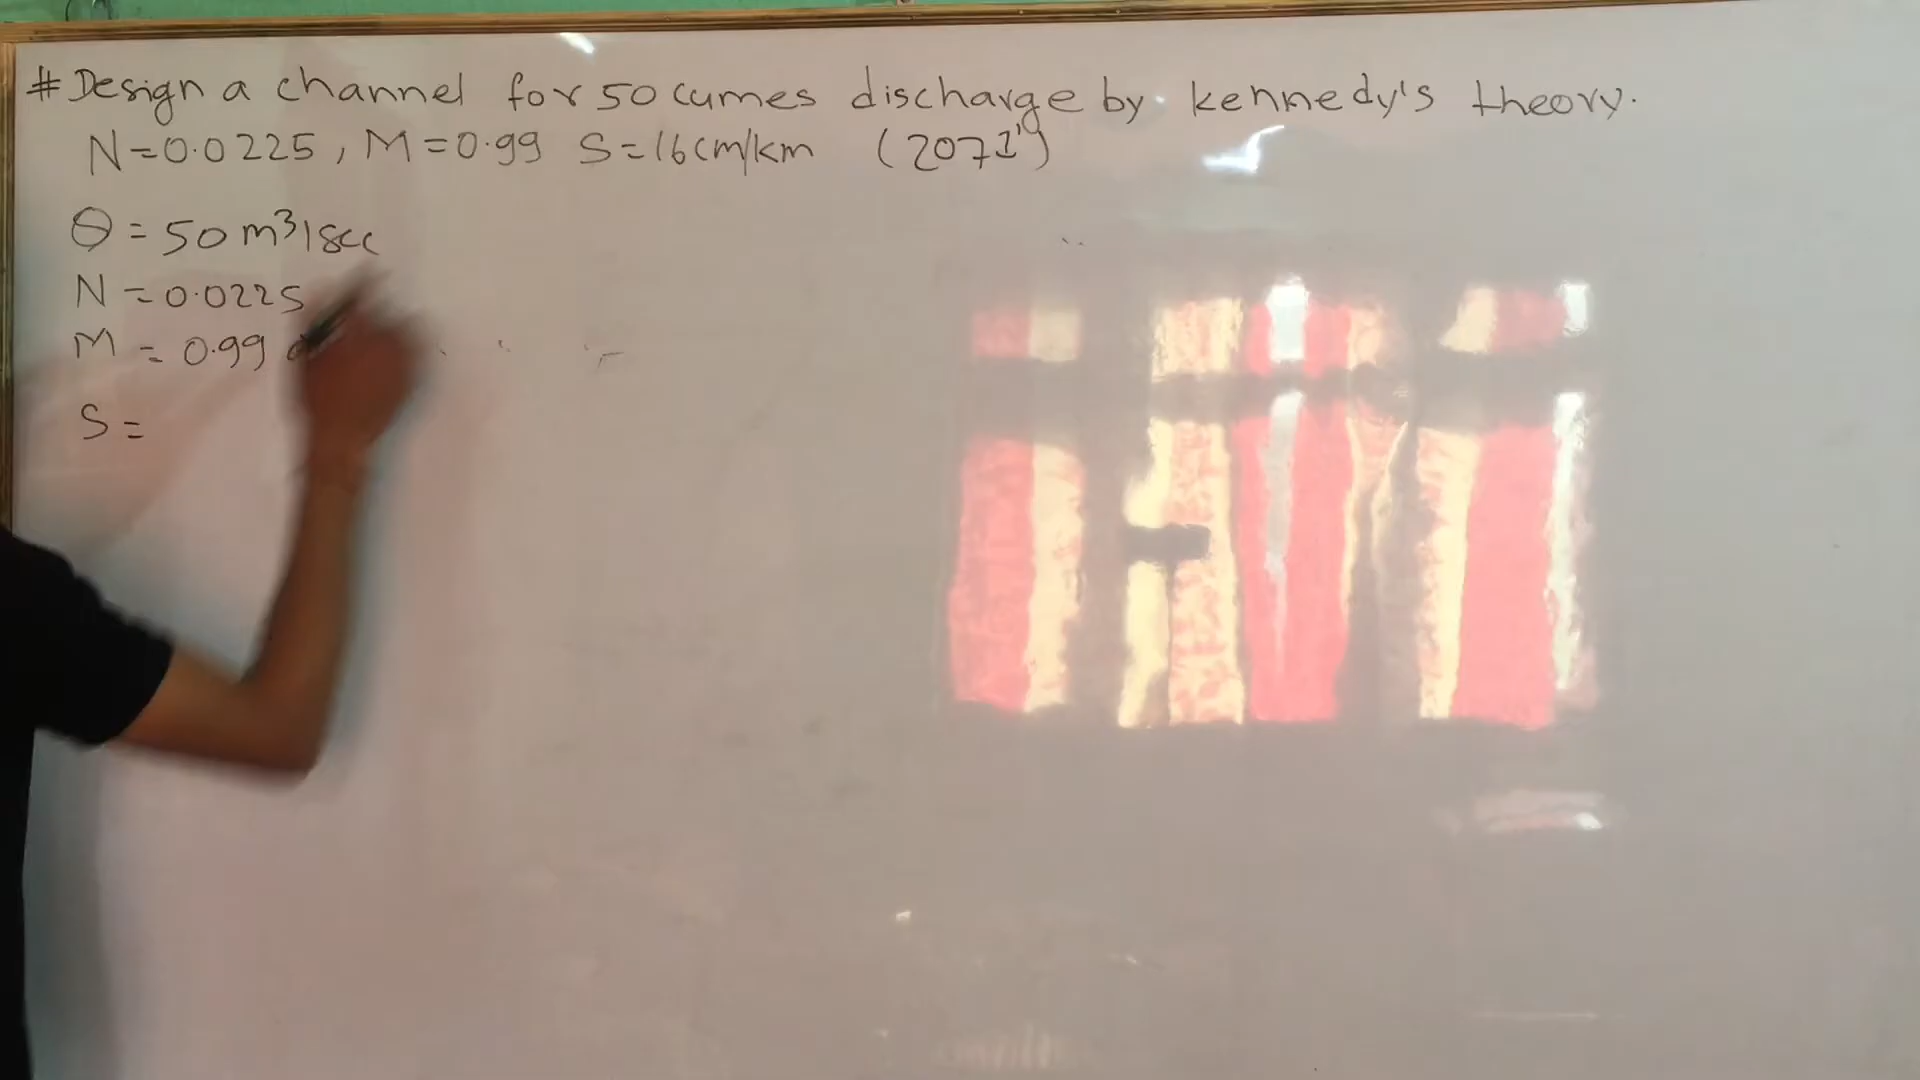 # Design a channel for 50 cumes discharge by kennedy's theory.
N=0.0225, M=0.99 S=16cm/km (2071')
Q = 50 m³/sec
N = 0.0225
M = 0.99
S =